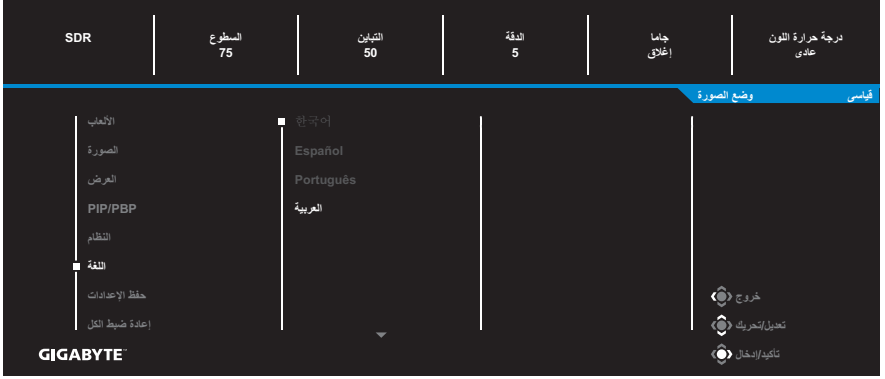 SDR
السطوع
75
التباين
50
الدقة
5
جاما
إغلاق
درجة حرارة اللون
عادى
وضع الصورة
قياسى
الألعاب
الصورة
العرض
PIP/PBP
النظام
اللغة
حفظ الإعدادات
إعادة ضبط الكل
한국어
Español
Português
العربية
خروج
تعديل/تحريك
تأكيد/إدخال
GIGABYTE™